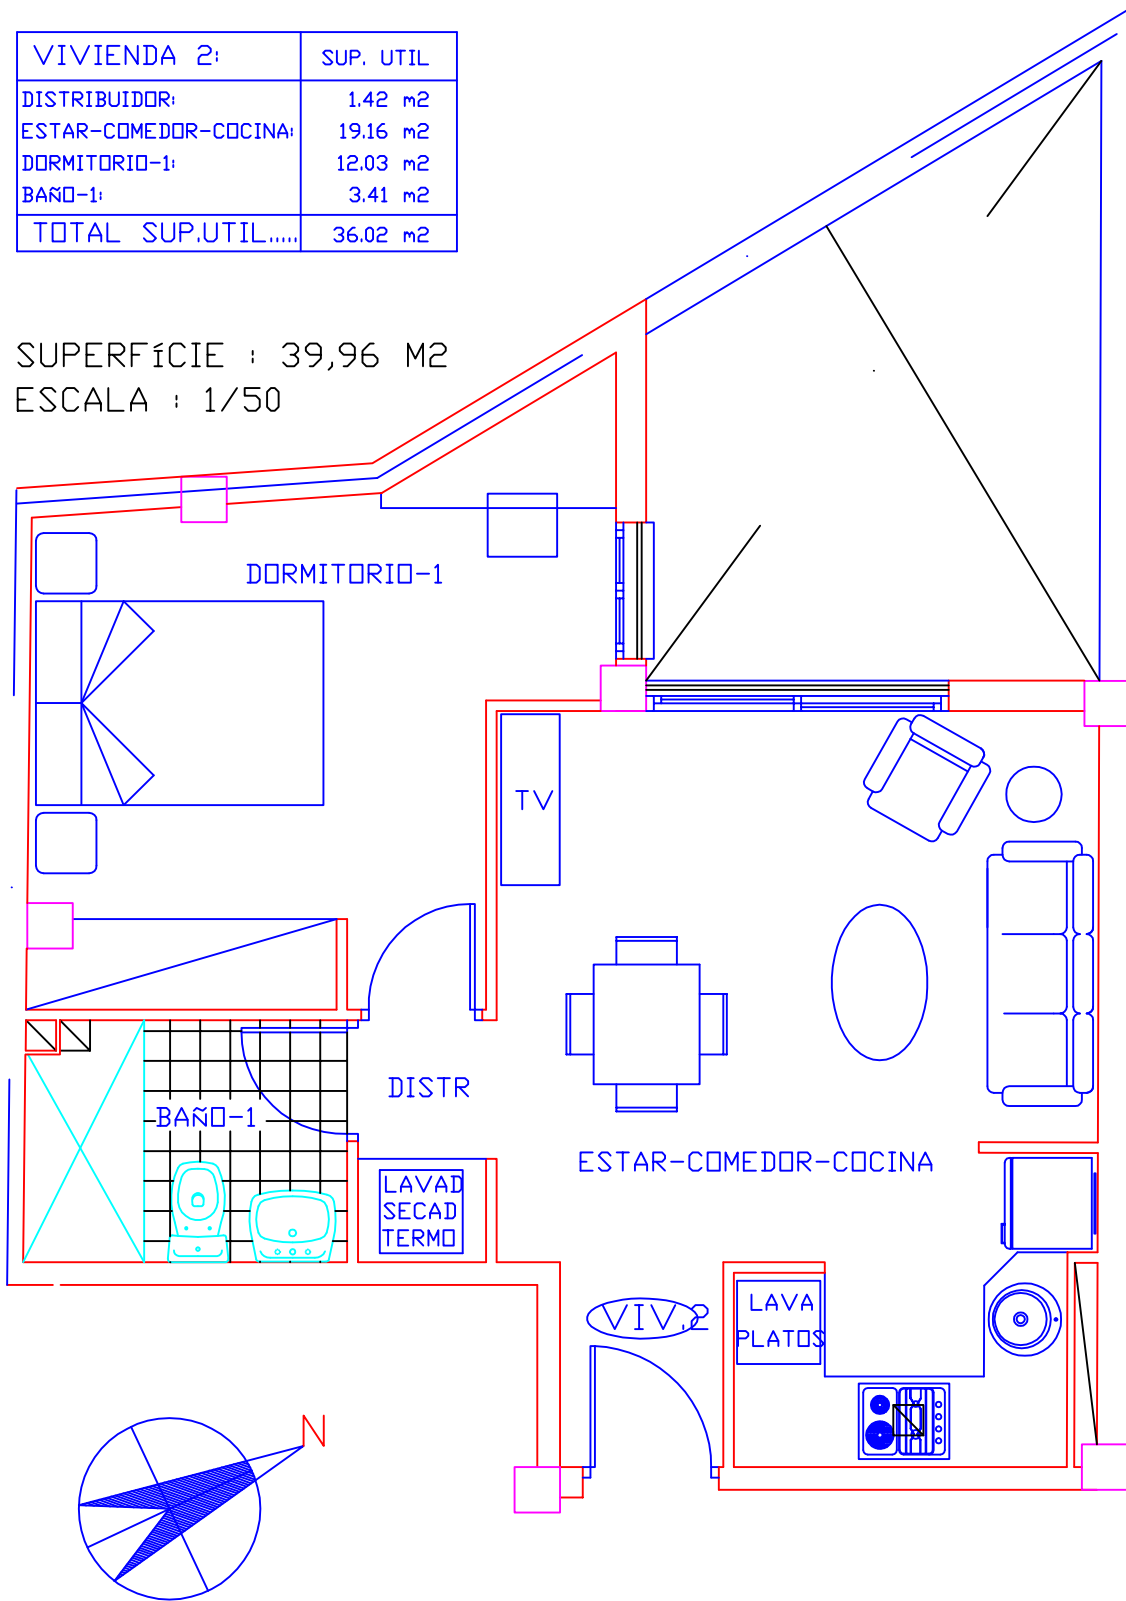 VIVIENDA 2: SUP. UTIL
DISTRIBUIDOR: 1.42 m2
ESTAR-COMEDOR-COCINA: 19.16 m2
DORMITORIO-1: 12.03 m2
BAÑO-1: 3.41 m2
TOTAL SUP.UTIL..... 36.02 m2
SUPERFíCIE : 39,96 M2
ESCALA : 1/50
DORMITORIO-1
TV
DISTR
BAÑO-1
ESTAR-COMEDOR-COCINA
LAVAD
SECAD
TERMO
VIV.2
LAVA
PLATOS
N